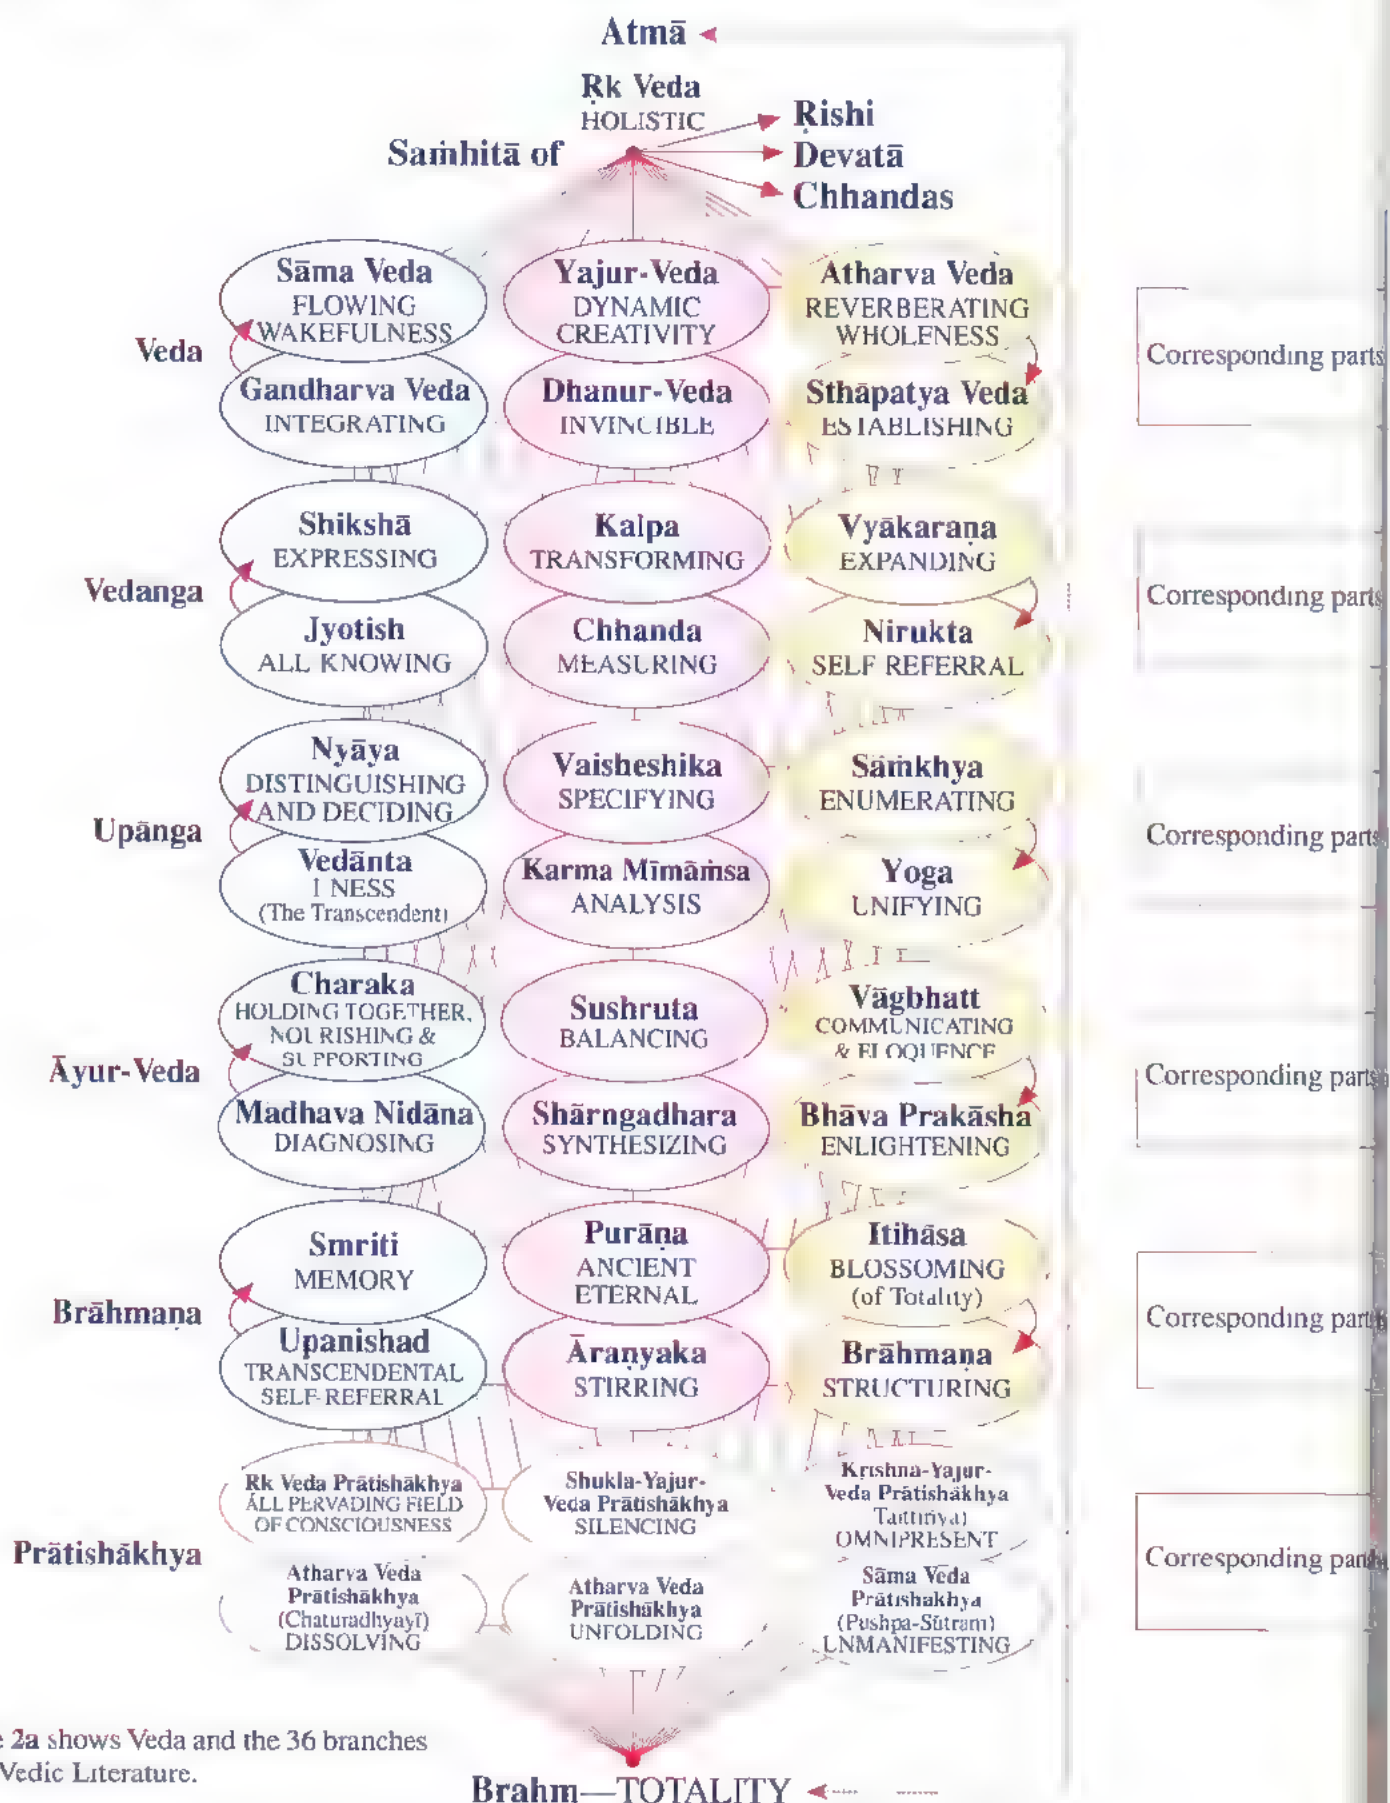 Atmā
Ṛk Veda
HOLISTIC
Saṁhitā of
Ṛishi
Devatā
Chhandas
Veda
Sāma Veda
FLOWING
WAKEFULNESS
Yajur-Veda
DYNAMIC
CREATIVITY
Atharva Veda
REVERBERATING
WHOLENESS
Gandharva Veda
INTEGRATING
Dhanur-Veda
INVINCIBLE
Sthāpatya Veda
ESTABLISHING
Corresponding parts
Vedanga
Shikshā
EXPRESSING
Kalpa
TRANSFORMING
Vyākaraṇa
EXPANDING
Jyotish
ALL KNOWING
Chhanda
MEASURING
Nirukta
SELF REFERRAL
Corresponding parts
Upānga
Nyāya
DISTINGUISHING
AND DECIDING
Vaisheshika
SPECIFYING
Sāṁkhya
ENUMERATING
Vedānta
I NESS
(The Transcendent)
Karma Mīmāṁsa
ANALYSIS
Yoga
UNIFYING
Corresponding parts
Āyur-Veda
Charaka
HOLDING TOGETHER,
NOURISHING &
SUPPORTING
Sushruta
BALANCING
Vāgbhatt
COMMUNICATING
& ELOQUENCE
Madhava Nidāna
DIAGNOSING
Shārngadhara
SYNTHESIZING
Bhāva Prakāsha
ENLIGHTENING
Corresponding parts
Brāhmaṇa
Smriti
MEMORY
Purāṇa
ANCIENT
ETERNAL
Itihāsa
BLOSSOMING
(of Totality)
Upanishad
TRANSCENDENTAL
SELF-REFERRAL
Āraṇyaka
STIRRING
Brāhmaṇa
STRUCTURING
Corresponding parts
Prātishākhya
Rk Veda Prātishākhya
ALL PERVADING FIELD
OF CONSCIOUSNESS
Shukla-Yajur-
Veda Prātishākhya
SILENCING
Krishna-Yajur-
Veda Prātishākhya
Taittirīya)
OMNIPRESENT
Atharva Veda
Prātishākhya
(Chaturadhyayī)
DISSOLVING
Atharva Veda
Prātishākhya
UNFOLDING
Sāma Veda
Prātishakhya
(Pushpa-Sūtram)
UNMANIFESTING
Corresponding parts
2a shows Veda and the 36 branches
Vedic Literature.
Brahm—TOTALITY